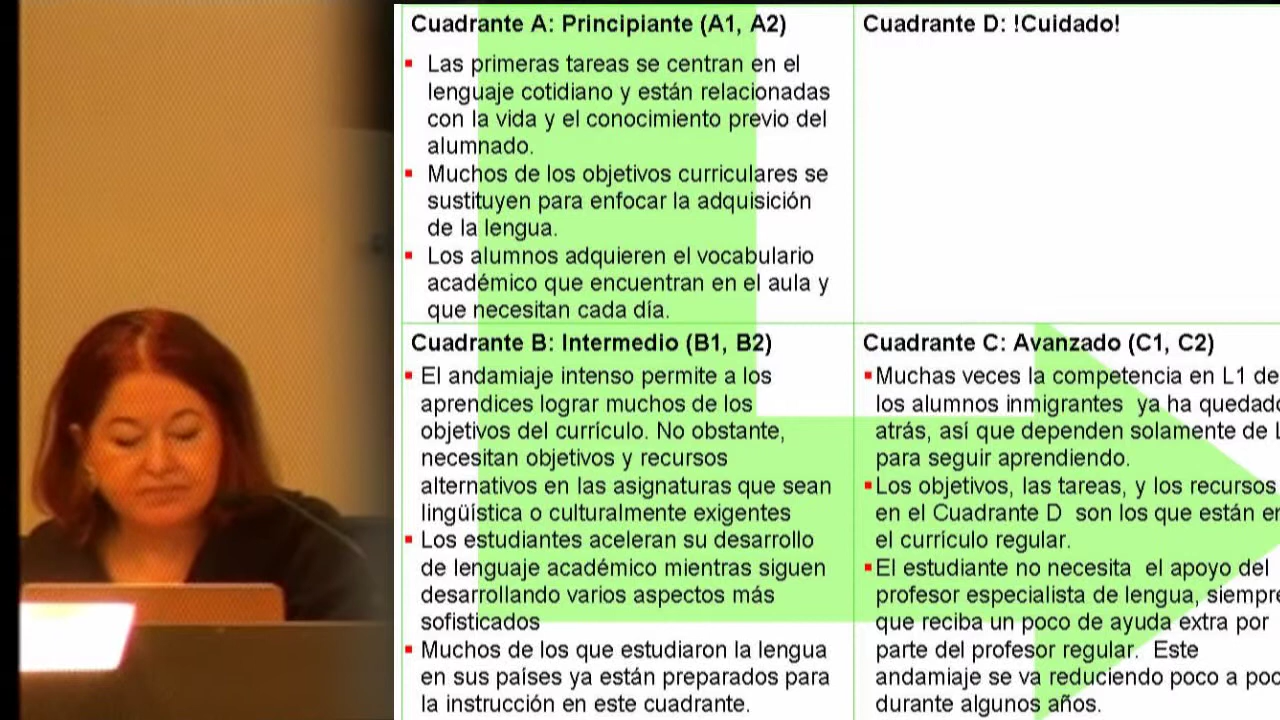 Cuadrante A: Principiante (A1, A2)
Las primeras tareas se centran en el
lenguaje cotidiano y están relacionadas
con la vida y el conocimiento previo del
alumnado.
Muchos de los objetivos curriculares se
sustituyen para enfocar la adquisición
de la lengua.
Los alumnos adquieren el vocabulario
académico que encuentran en el aula y
que necesitan cada día.
Cuadrante D: !Cuidado!
Cuadrante B: Intermedio (B1, B2)
El andamiaje intenso permite a los
aprendices lograr muchos de los
objetivos del currículo. No obstante,
necesitan objetivos y recursos
alternativos en las asignaturas que sean
lingüística o culturalmente exigentes
Los estudiantes aceleran su desarrollo
de lenguaje académico mientras siguen
desarrollando varios aspectos más
sofisticados
Muchos de los que estudiaron la lengua
en sus países ya están preparados para
la instrucción en este cuadrante.
Cuadrante C: Avanzado (C1, C2)
Muchas veces la competencia en L1 de
los alumnos inmigrantes ya ha quedado
atrás, así que dependen solamente de
para seguir aprendiendo.
Los objetivos, las tareas, y los recursos
en el Cuadrante D son los que están en
el currículo regular.
El estudiante no necesita el apoyo del
profesor especialista de lengua, siempre
que reciba un poco de ayuda extra por
parte del profesor regular. Este
andamiaje se va reduciendo poco a poco
durante algunos años.